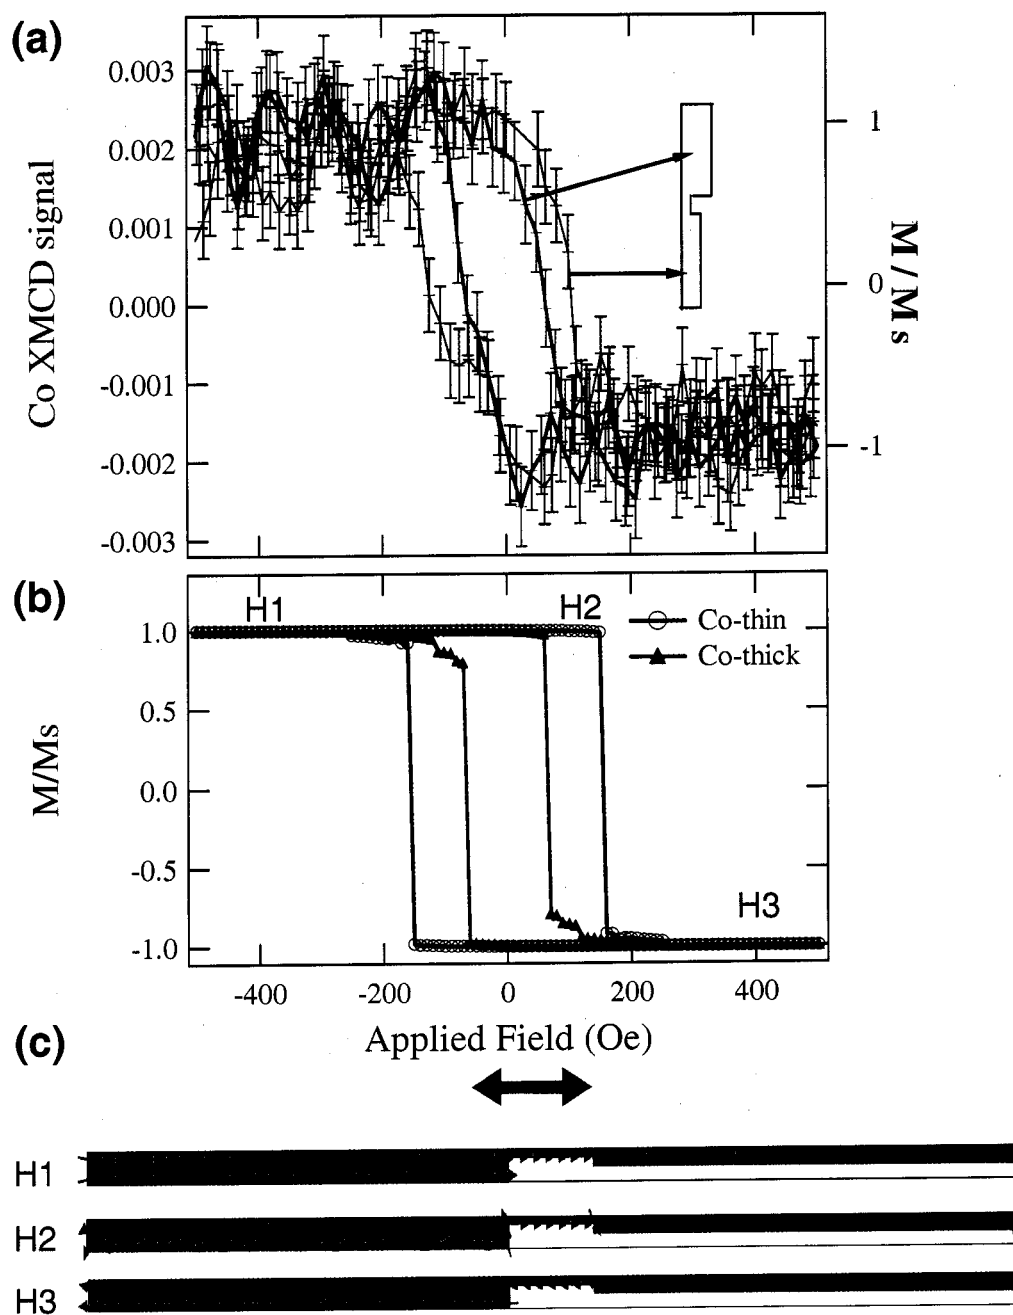 (a)
Co XMCD signal
0.003
0.002
0.001
0.000
-0.001
-0.002
-0.003
1
0
-1
M / Ms
(b)
H1
H2
Co-thin
Co-thick
H3
M/Ms
1.0
0.5
0.0
-0.5
-1.0
-400 -200 0 200 400
Applied Field (Oe)
(c)
H1
H2
H3